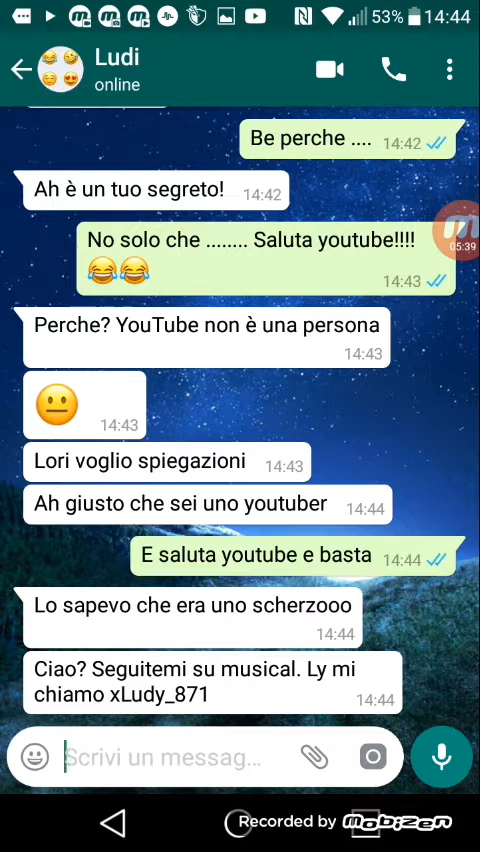 53% 14:44
Ludi
online
Be perche .... 14:42
Ah è un tuo segreto! 14:42
No solo che ........ Saluta youtube!!!!
😂😂
14:43
05:39
Perche? YouTube non è una persona
14:43
😐 14:43
Lori voglio spiegazioni 14:43
Ah giusto che sei uno youtuber 14:44
E saluta youtube e basta 14:44
Lo sapevo che era uno scherzooo
14:44
Ciao? Seguitemi su musical. Ly mi
chiamo xLudy_871 14:44
Scrivi un messag...
Recorded by Mobizen